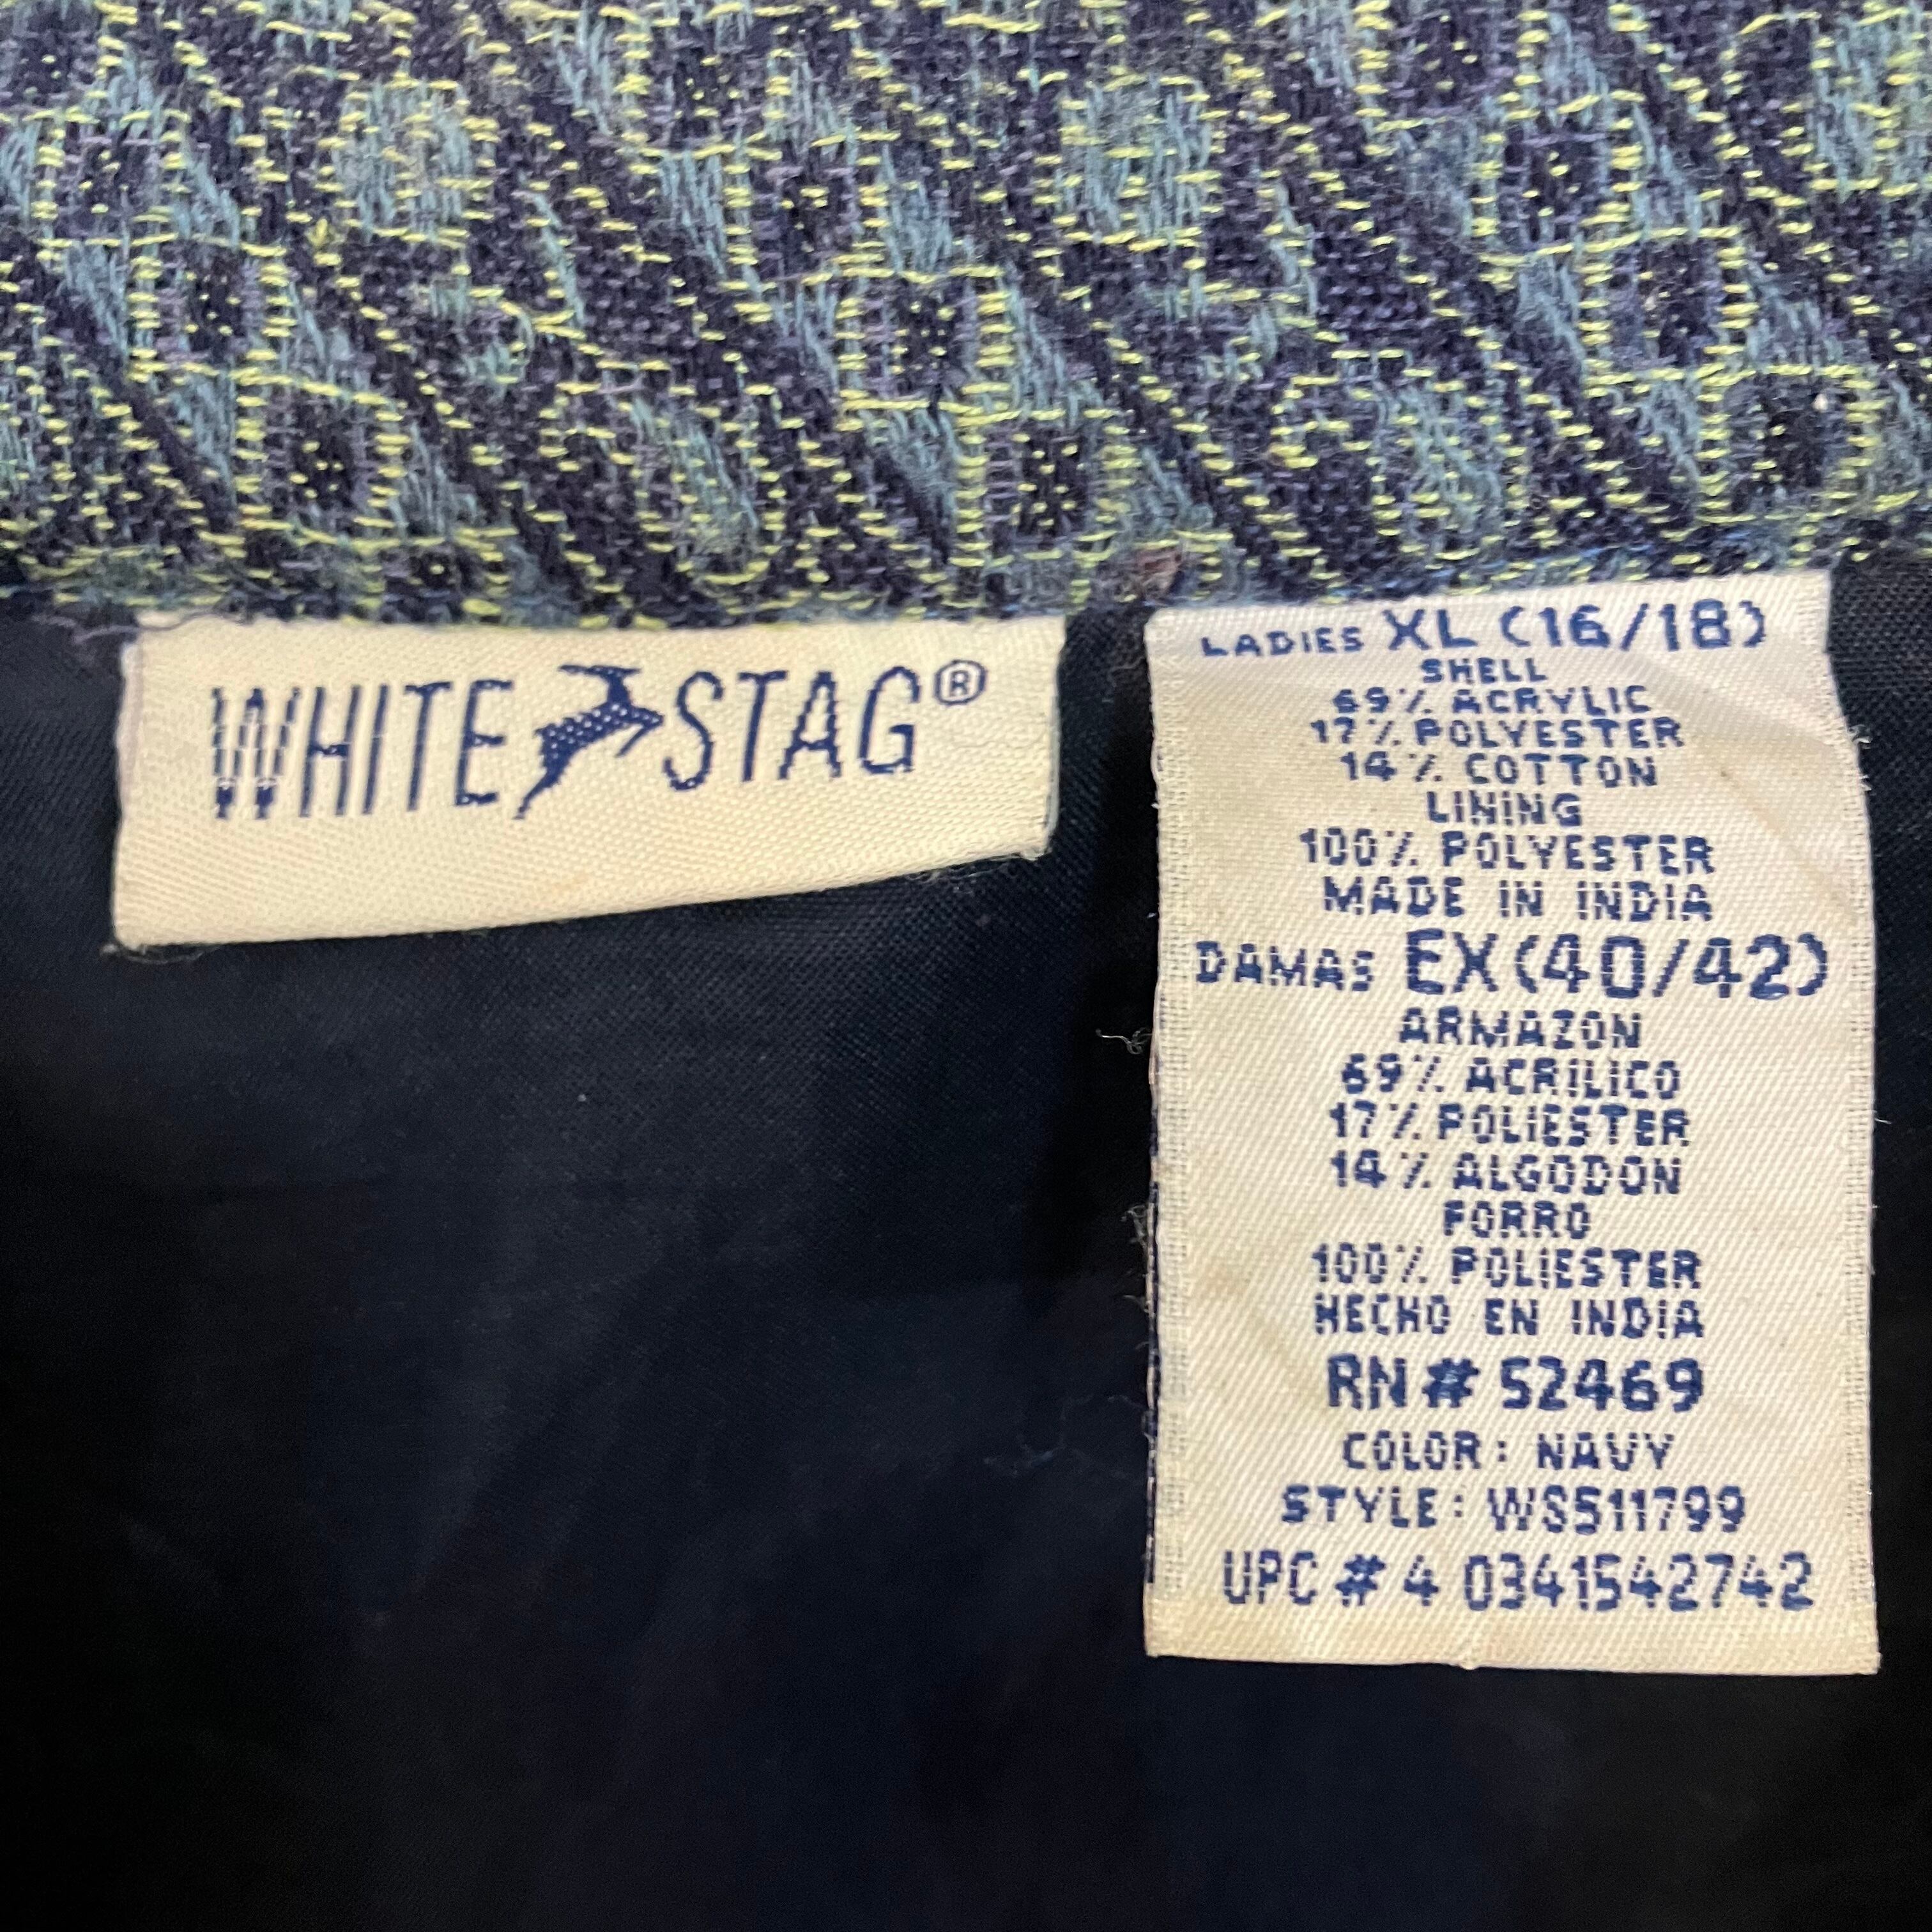 WHITE STAG®
LADIES XL (16/18)
SHELL
69% ACRYLIC
17% POLYESTER
14% COTTON
LINING
100% POLYESTER
MADE IN INDIA
DAMAS EX(40/42)
ARMAZON
69% ACRILICO
17% POLIESTER
14% ALGODON
FORRO
100% POLIESTER
HECHO EN INDIA
RN # 52469
COLOR: NAVY
STYLE: WS511799
UPC # 4 0341542742